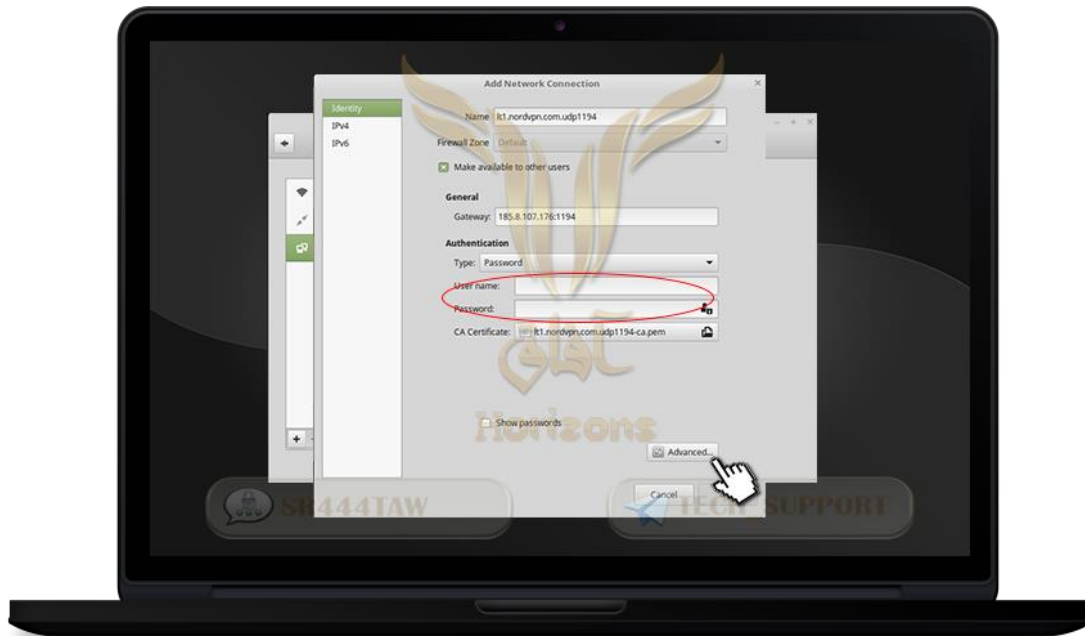 Add Network Connection
Identity
IPv4
IPv6
Name lt1.nordvpn.com.udp1194
Firewall Zone Default
Make available to other users
General
Gateway: 185.8.107.176:1194
Authentication
Type: Password
User name:
Password:
CA Certificate: lt1.nordvpn.com.udp1194-ca.pem
آفاق
Horizons
Show passwords
Advanced...
Cancel
SR444TAW
TECH_SUPPORT